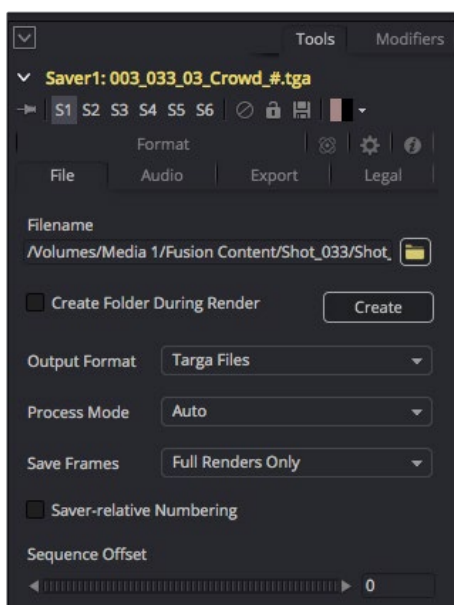 Tools Modifiers
Saver1: 003_033_03_Crowd_#.tga
S1 S2 S3 S4 S5 S6
Format
File Audio Export Legal
Filename
/Volumes/Media 1/Fusion Content/Shot_033/Shot_
Create Folder During Render Create
Output Format Targa Files
Process Mode Auto
Save Frames Full Renders Only
Saver-relative Numbering
Sequence Offset
0